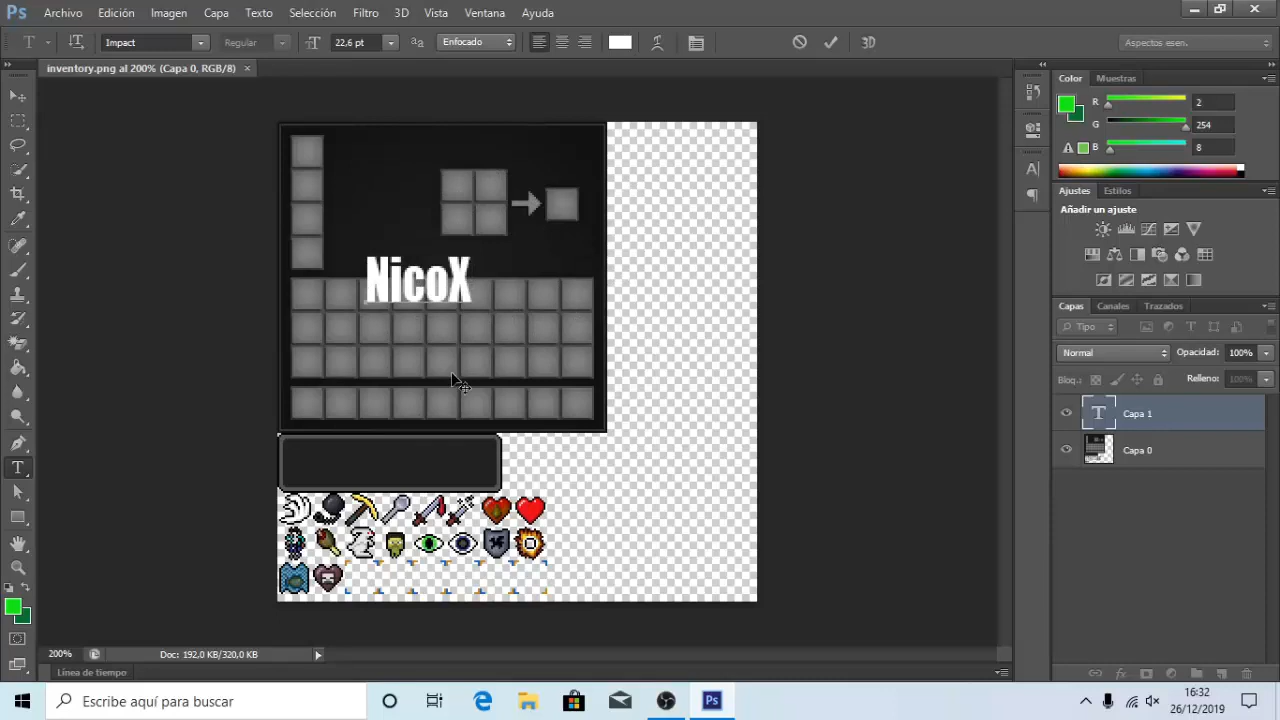 Ps Archivo Edición Imagen Capa Texto Selección Filtro 3D Vista Ventana Ayuda
T Impact Regular 22,6 pt aa Enfocado 3D Aspectos esen.
inventory.png al 200% (Capa 0, RGB/8) ×
Color Muestras
R 2
G 254
B 8
Ajustes Estilos
Añadir un ajuste
NicoX
Capas Canales Trazados
Tipo
Normal Opacidad: 100%
Bloq.: Relleno: 100%
T Capa 1
Capa 0
200% Doc: 192,0 KB/320,0 KB
Línea de tiempo
Escribe aquí para buscar
Ps
16:32
26/12/2019